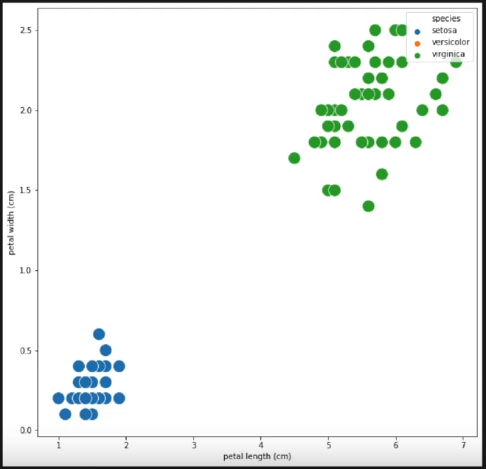 species
setosa
versicolor
virginica
2.5
2.0
1.5
1.0
0.5
0.0
petal width (cm)
1
2
3
4
5
6
7
petal length (cm)